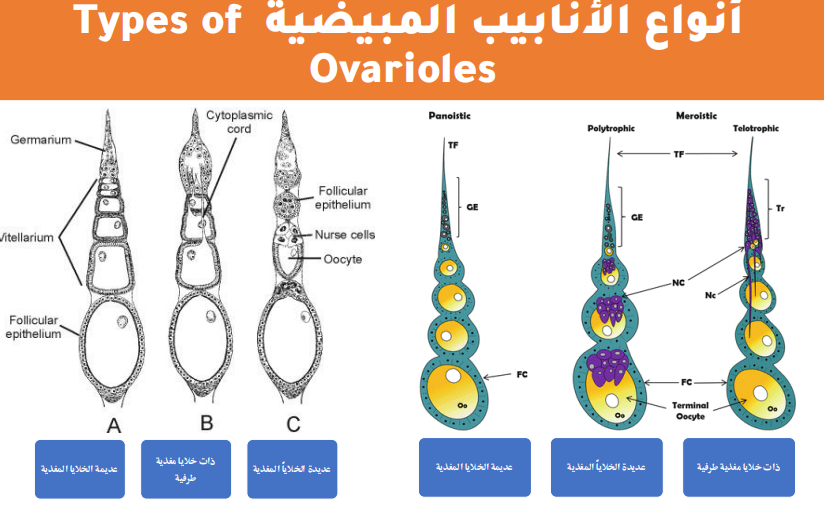 أنواع الأنابيب المبيضية Types of
Ovarioles
Germarium
Vitellarium
Follicular
epithelium
Cytoplasmic
cord
Follicular
epithelium
Nurse cells
Oocyte
A
B
C
عديمة الخلايا المغذية
ذات خلايا مغذية
طرفية
عديدة الخلاياً المغذية
Panoistic
Meroistic
Polytrophic
Telotrophic
TF
TF
GE
GE
Tr
NC
Nc
FC
FC
Terminal
Oocyte
Oo
Oo
Oo
عديمة الخلايا المغذية
عديدة الخلاياً المغذية
ذات خلايا مغذية طرفية